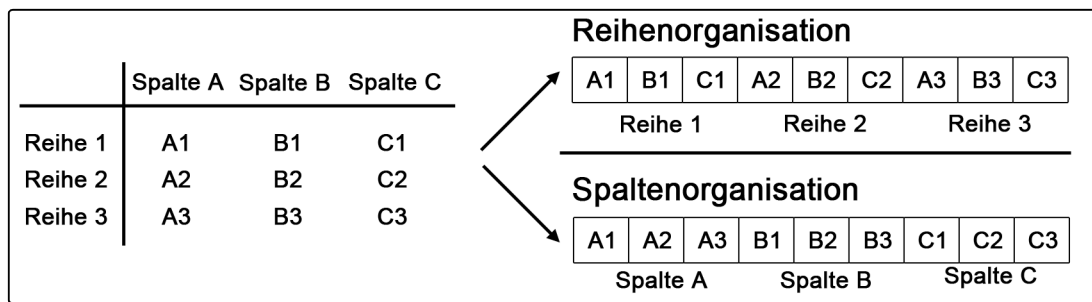 Spalte A Spalte B Spalte C
Reihe 1 A1 B1 C1
Reihe 2 A2 B2 C2
Reihe 3 A3 B3 C3
Reihenorganisation
A1 B1 C1 A2 B2 C2 A3 B3 C3
Reihe 1 Reihe 2 Reihe 3
Spaltenorganisation
A1 A2 A3 B1 B2 B3 C1 C2 C3
Spalte A Spalte B Spalte C